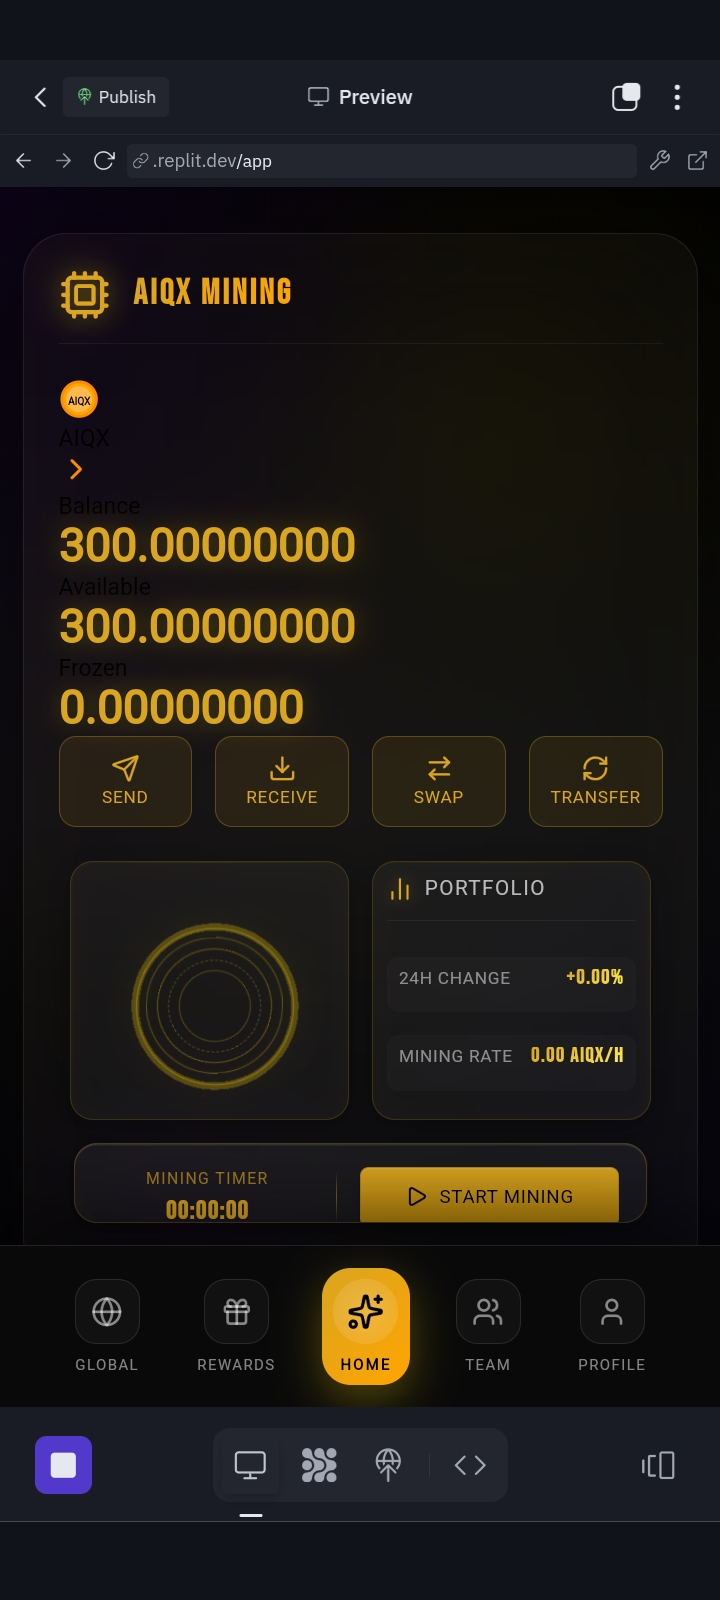 Publish
Preview
.replit.dev/app
AIQX MINING
AIQX
AIQX
Balance
300.00000000
Available
300.00000000
Frozen
0.00000000
SEND
RECEIVE
SWAP
TRANSFER
PORTFOLIO
24H CHANGE +0.00%
MINING RATE 0.00 AIQX/H
MINING TIMER
00:00:00
START MINING
GLOBAL
REWARDS
HOME
TEAM
PROFILE